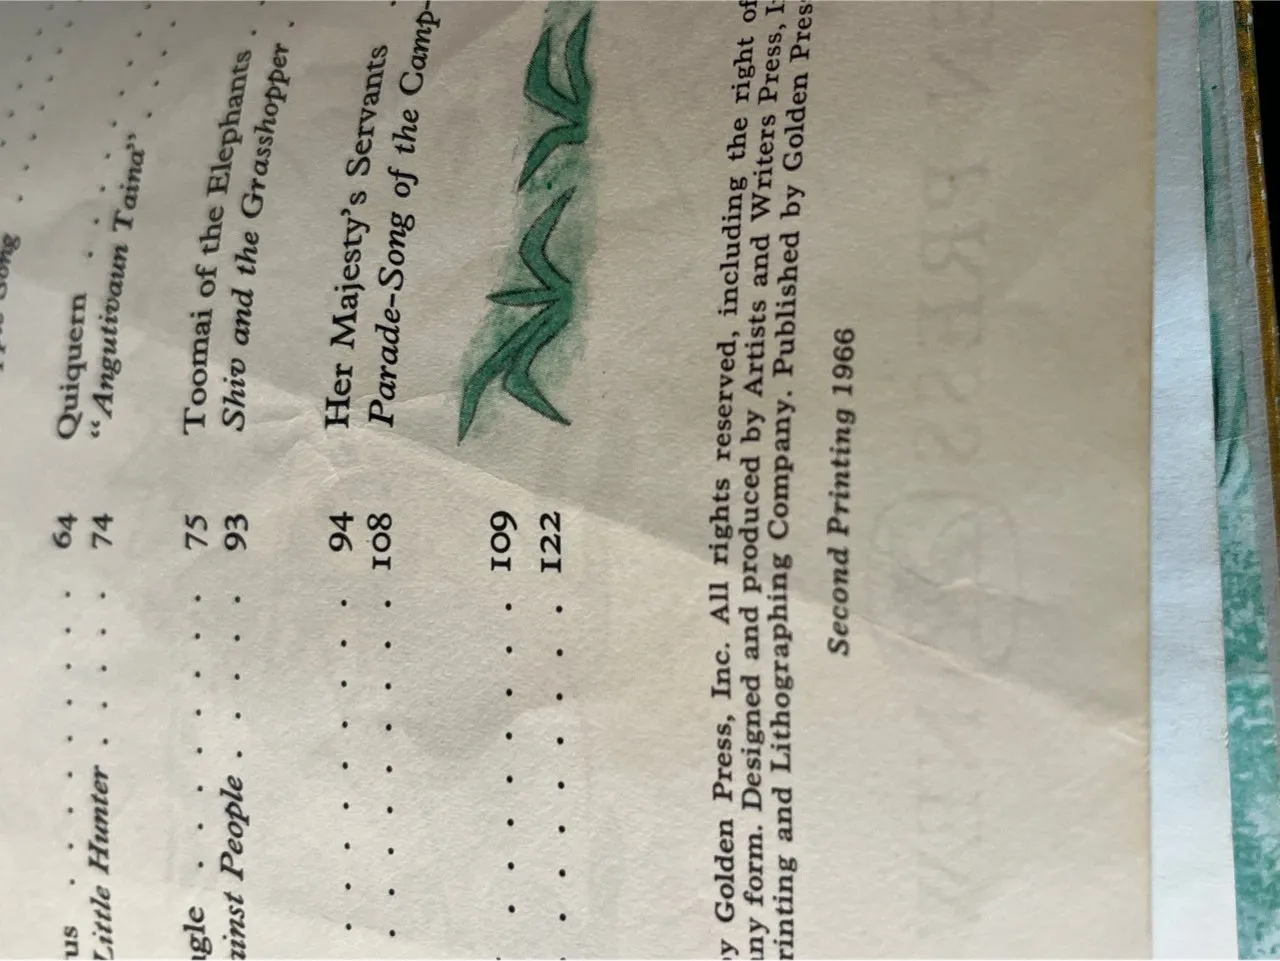 us . . . . . . . 64
Little Hunter . . . . 74
gle . . . . . . . 75
ainst People . . . . . 93
. . . . . . . . 94
. . . . . . . . 108
. . . . . . . 109
. . . . . . . . 122
Song . .
Quiquern . . . .
“Angutivaun Taina” . .
Toomai of the Elephants .
Shiv and the Grasshopper .
Her Majesty’s Servants .
Parade-Song of the Camp-
y Golden Press, Inc. All rights reserved, including the right of
ny form. Designed and produced by Artists and Writers Press, I
rinting and Lithographing Company. Published by Golden Press
Second Printing 1966